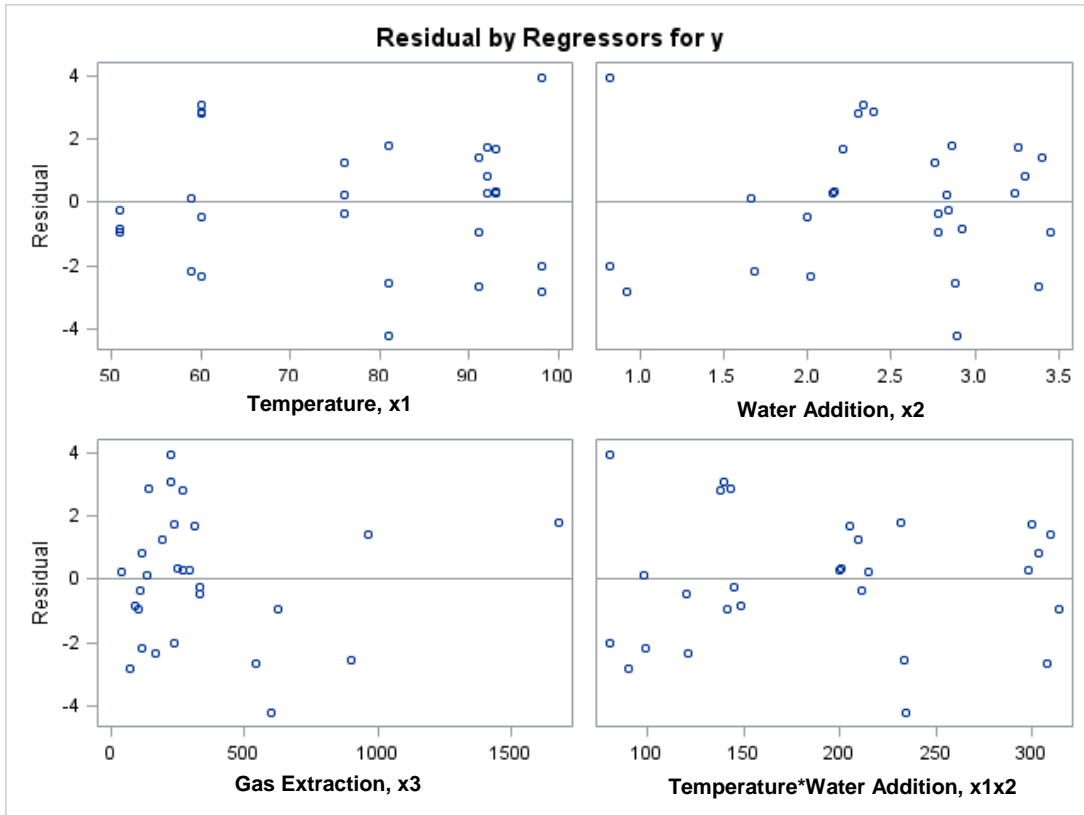 Residual by Regressors for y
Residual
4
2
0
-2
-4
50 60 70 80 90 100
Temperature, x1
1.0 1.5 2.0 2.5 3.0 3.5
Water Addition, x2
Residual
4
2
0
-2
-4
0 500 1000 1500
Gas Extraction, x3
100 150 200 250 300
Temperature*Water Addition, x1x2